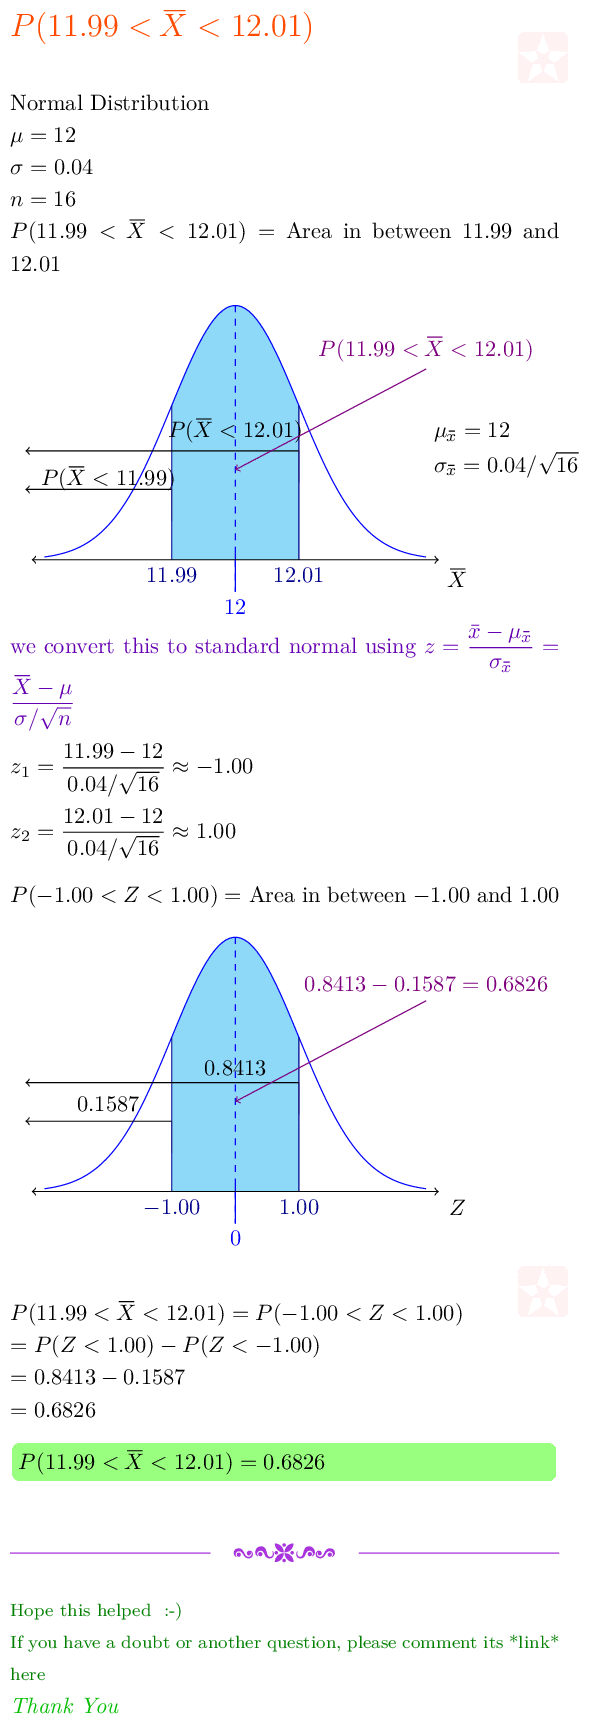 P(11.99 < X̅ < 12.01)
Normal Distribution
μ = 12
σ = 0.04
n = 16
P(11.99 < X̅ < 12.01) = Area in between 11.99 and
12.01
P(11.99 < X̅ < 12.01)
P(X̅ < 12.01)
μ_x̄ = 12
σ_x̄ = 0.04/√16
P(X̅ < 11.99)
11.99 12.01
X̅
12
we convert this to standard normal using z = (x̄ − μ_x̄)/σ_x̄ =
(X̅ − μ)/(σ/√n)
z₁ = (11.99 − 12)/(0.04/√16) ≈ −1.00
z₂ = (12.01 − 12)/(0.04/√16) ≈ 1.00
P(−1.00 < Z < 1.00) = Area in between −1.00 and 1.00
0.8413 − 0.1587 = 0.6826
0.8413
0.1587
−1.00 1.00
Z
0
P(11.99 < X̅ < 12.01) = P(−1.00 < Z < 1.00)
= P(Z < 1.00) − P(Z < −1.00)
= 0.8413 − 0.1587
= 0.6826
P(11.99 < X̅ < 12.01) = 0.6826
Hope this helped :-)
If you have a doubt or another question, please comment its *link*
here
Thank You